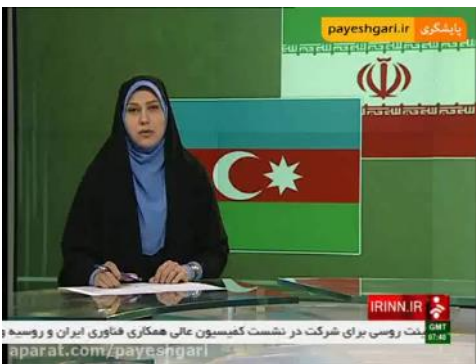 payeshgari.ir پایشگری
IRINN.IR
GMT
07:40
ئت روسی برای شرکت در نشست کمیسیون عالی همکاری فناوری ایران و روسیه و
aparat.com/payeshgari